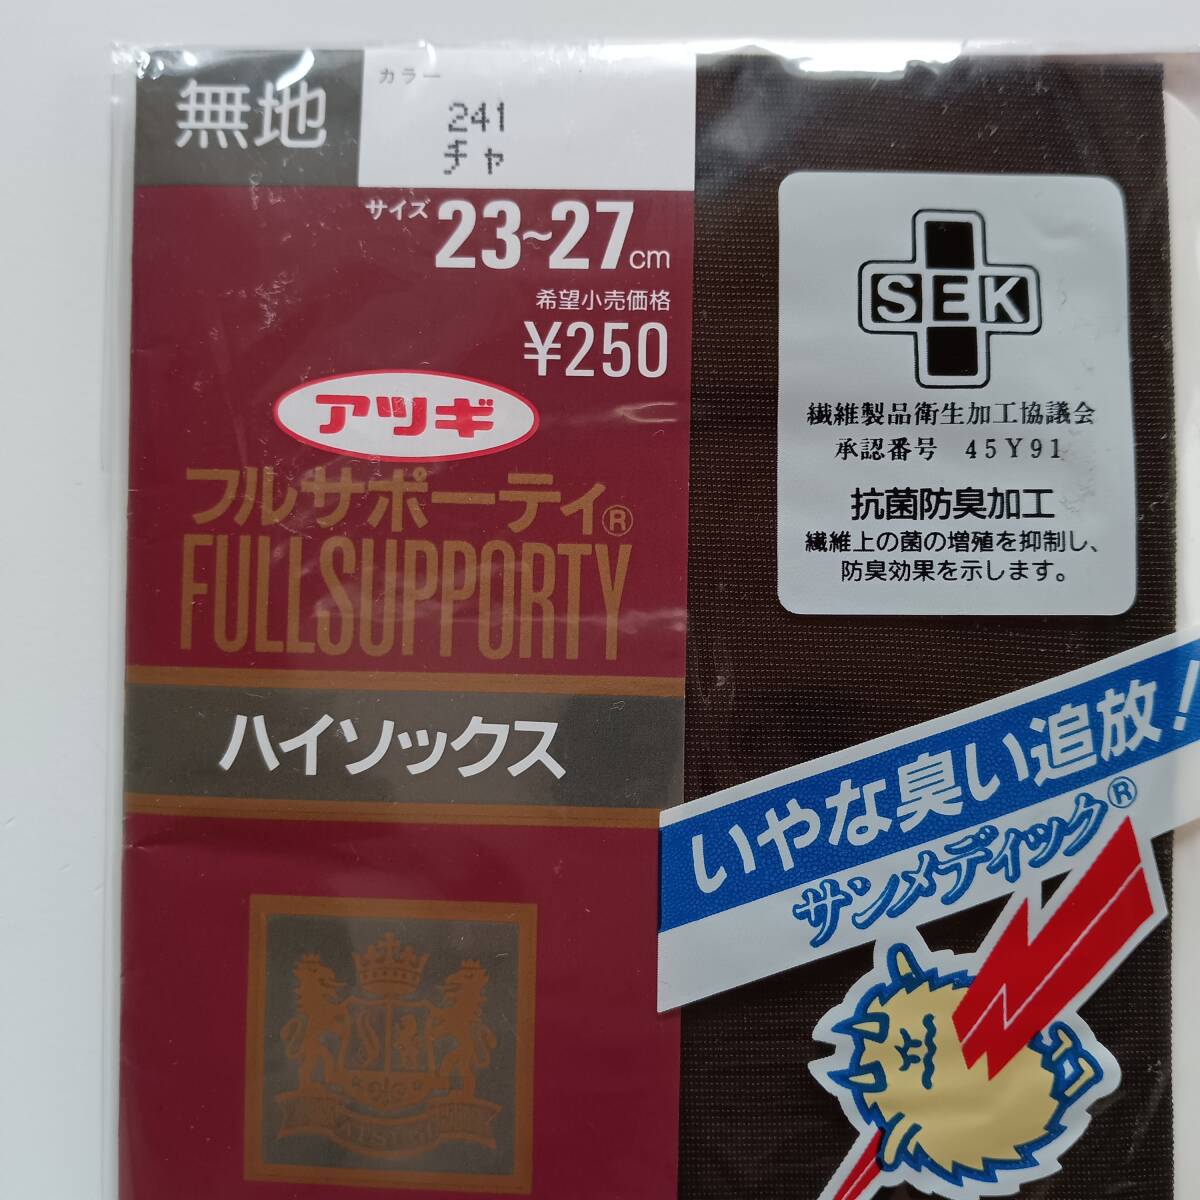 無地
カラー
241
チャ
サイズ 23~27cm
希望小売価格
¥250
アツギ
フルサポーティ®
FULLSUPPORTY
ハイソックス
SEK
繊維製品衛生加工協議会
承認番号 45Y91
抗菌防臭加工
繊維上の菌の増殖を抑制し、
防臭効果を示します。
いやな臭い追放!
サンメディック®